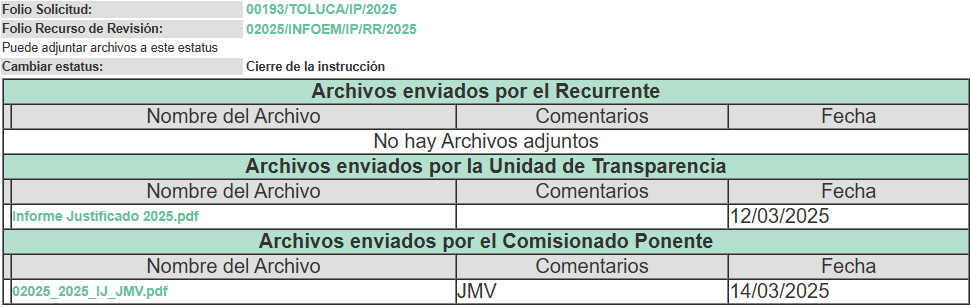 Folio Solicitud: 00193/TOLUCA/IP/2025
Folio Recurso de Revisión: 02025/INFOEM/IP/RR/2025
Puede adjuntar archivos a este estatus
Cambiar estatus: Cierre de la instrucción
Archivos enviados por el Recurrente
Nombre del Archivo Comentarios Fecha
No hay Archivos adjuntos
Archivos enviados por la Unidad de Transparencia
Nombre del Archivo Comentarios Fecha
Informe Justificado 2025.pdf 12/03/2025
Archivos enviados por el Comisionado Ponente
Nombre del Archivo Comentarios Fecha
02025_2025_IJ_JMV.pdf JMV 14/03/2025